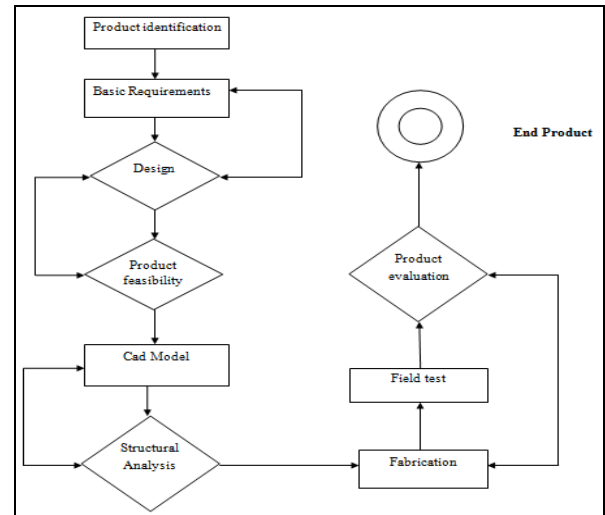 Product identification
Basic Requirements
Design
Product
feasibility
Cad Model
Structural
Analysis
End Product
Product
evaluation
Field test
Fabrication